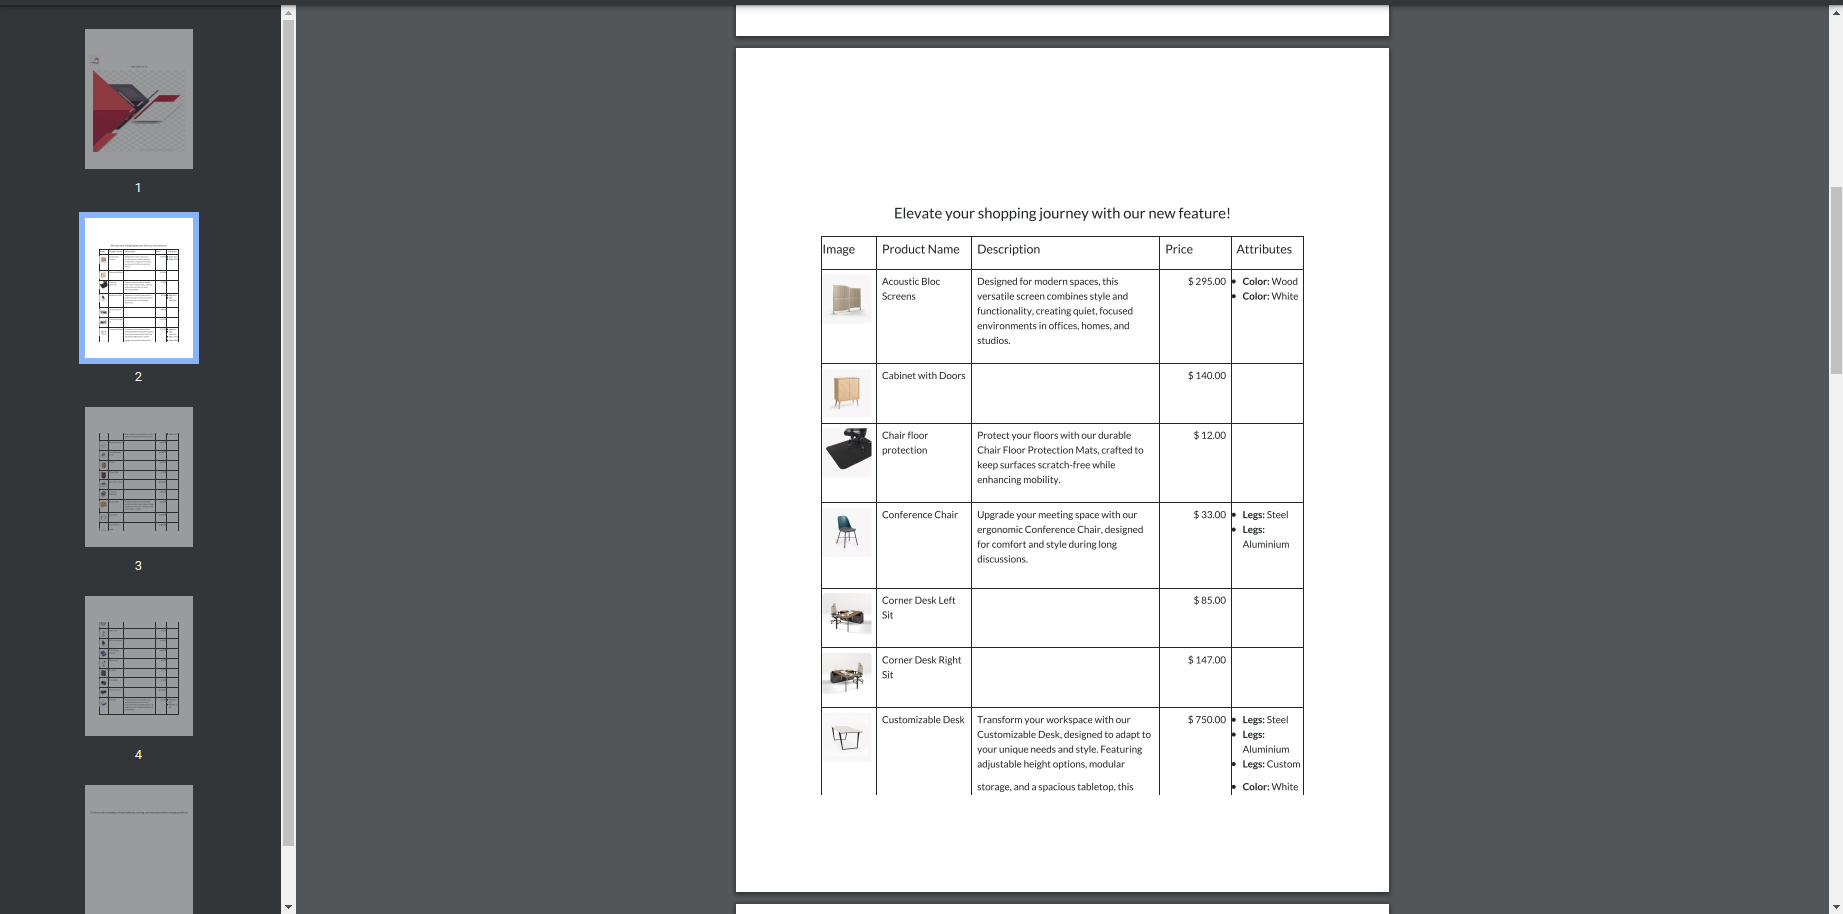 1
2
3
4
Elevate your shopping journey with our new feature!
Image Product Name Description Price Attributes
Acoustic Bloc Screens
Designed for modern spaces, this
versatile screen combines style and
functionality, creating quiet, focused
environments in offices, homes, and
studios.
$ 295.00
• Color: Wood
• Color: White
Cabinet with Doors
$ 140.00
Chair floor
protection
Protect your floors with our durable
Chair Floor Protection Mats, crafted to
keep surfaces scratch-free while
enhancing mobility.
$ 12.00
Conference Chair
Upgrade your meeting space with our
ergonomic Conference Chair, designed
for comfort and style during long
discussions.
$ 33.00
• Legs: Steel
• Legs:
Aluminium
Corner Desk Left
Sit
$ 85.00
Corner Desk Right
Sit
$ 147.00
Customizable Desk
Transform your workspace with our
Customizable Desk, designed to adapt to
your unique needs and style. Featuring
adjustable height options, modular
storage, and a spacious tabletop, this
$ 750.00
• Legs: Steel
• Legs:
Aluminium
• Legs: Custom
• Color: White